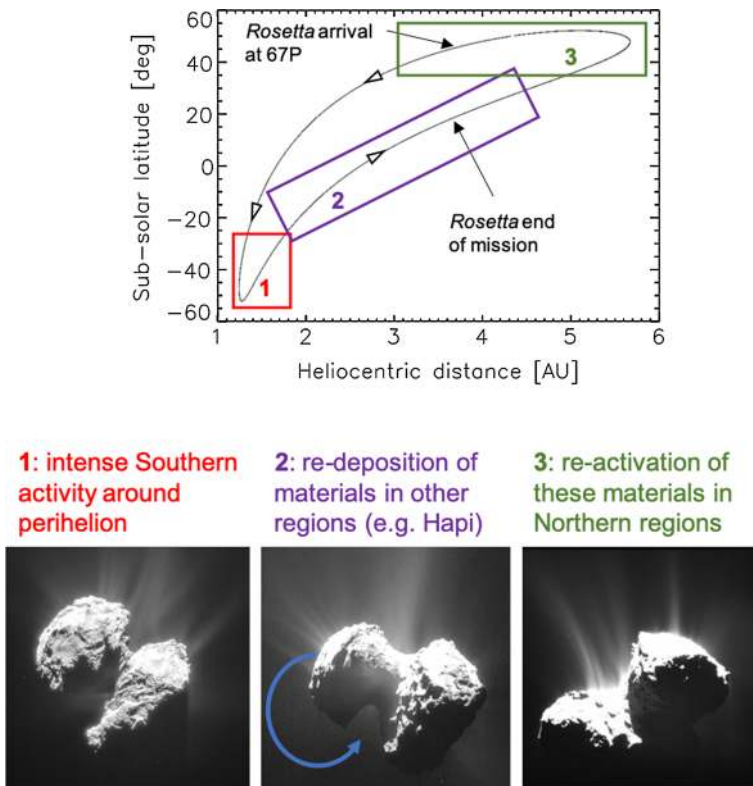 60
40
20
0
−20
−40
−60
Sub-solar latitude [deg]
Rosetta arrival
at 67P
3
2
Rosetta end
of mission
1
1 2 3 4 5 6
Heliocentric distance [AU]
1: intense Southern
activity around
perihelion
2: re-deposition of
materials in other
regions (e.g. Hapi)
3: re-activation of
these materials in
Northern regions